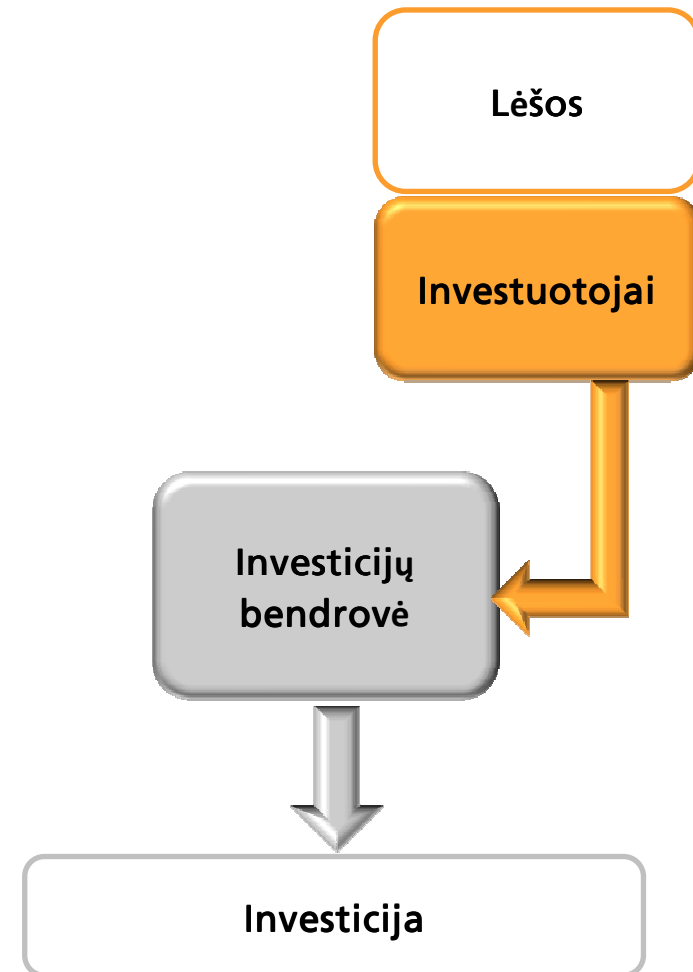 Lėšos
Investuotojai
Investicijų
bendrovė
Investicija